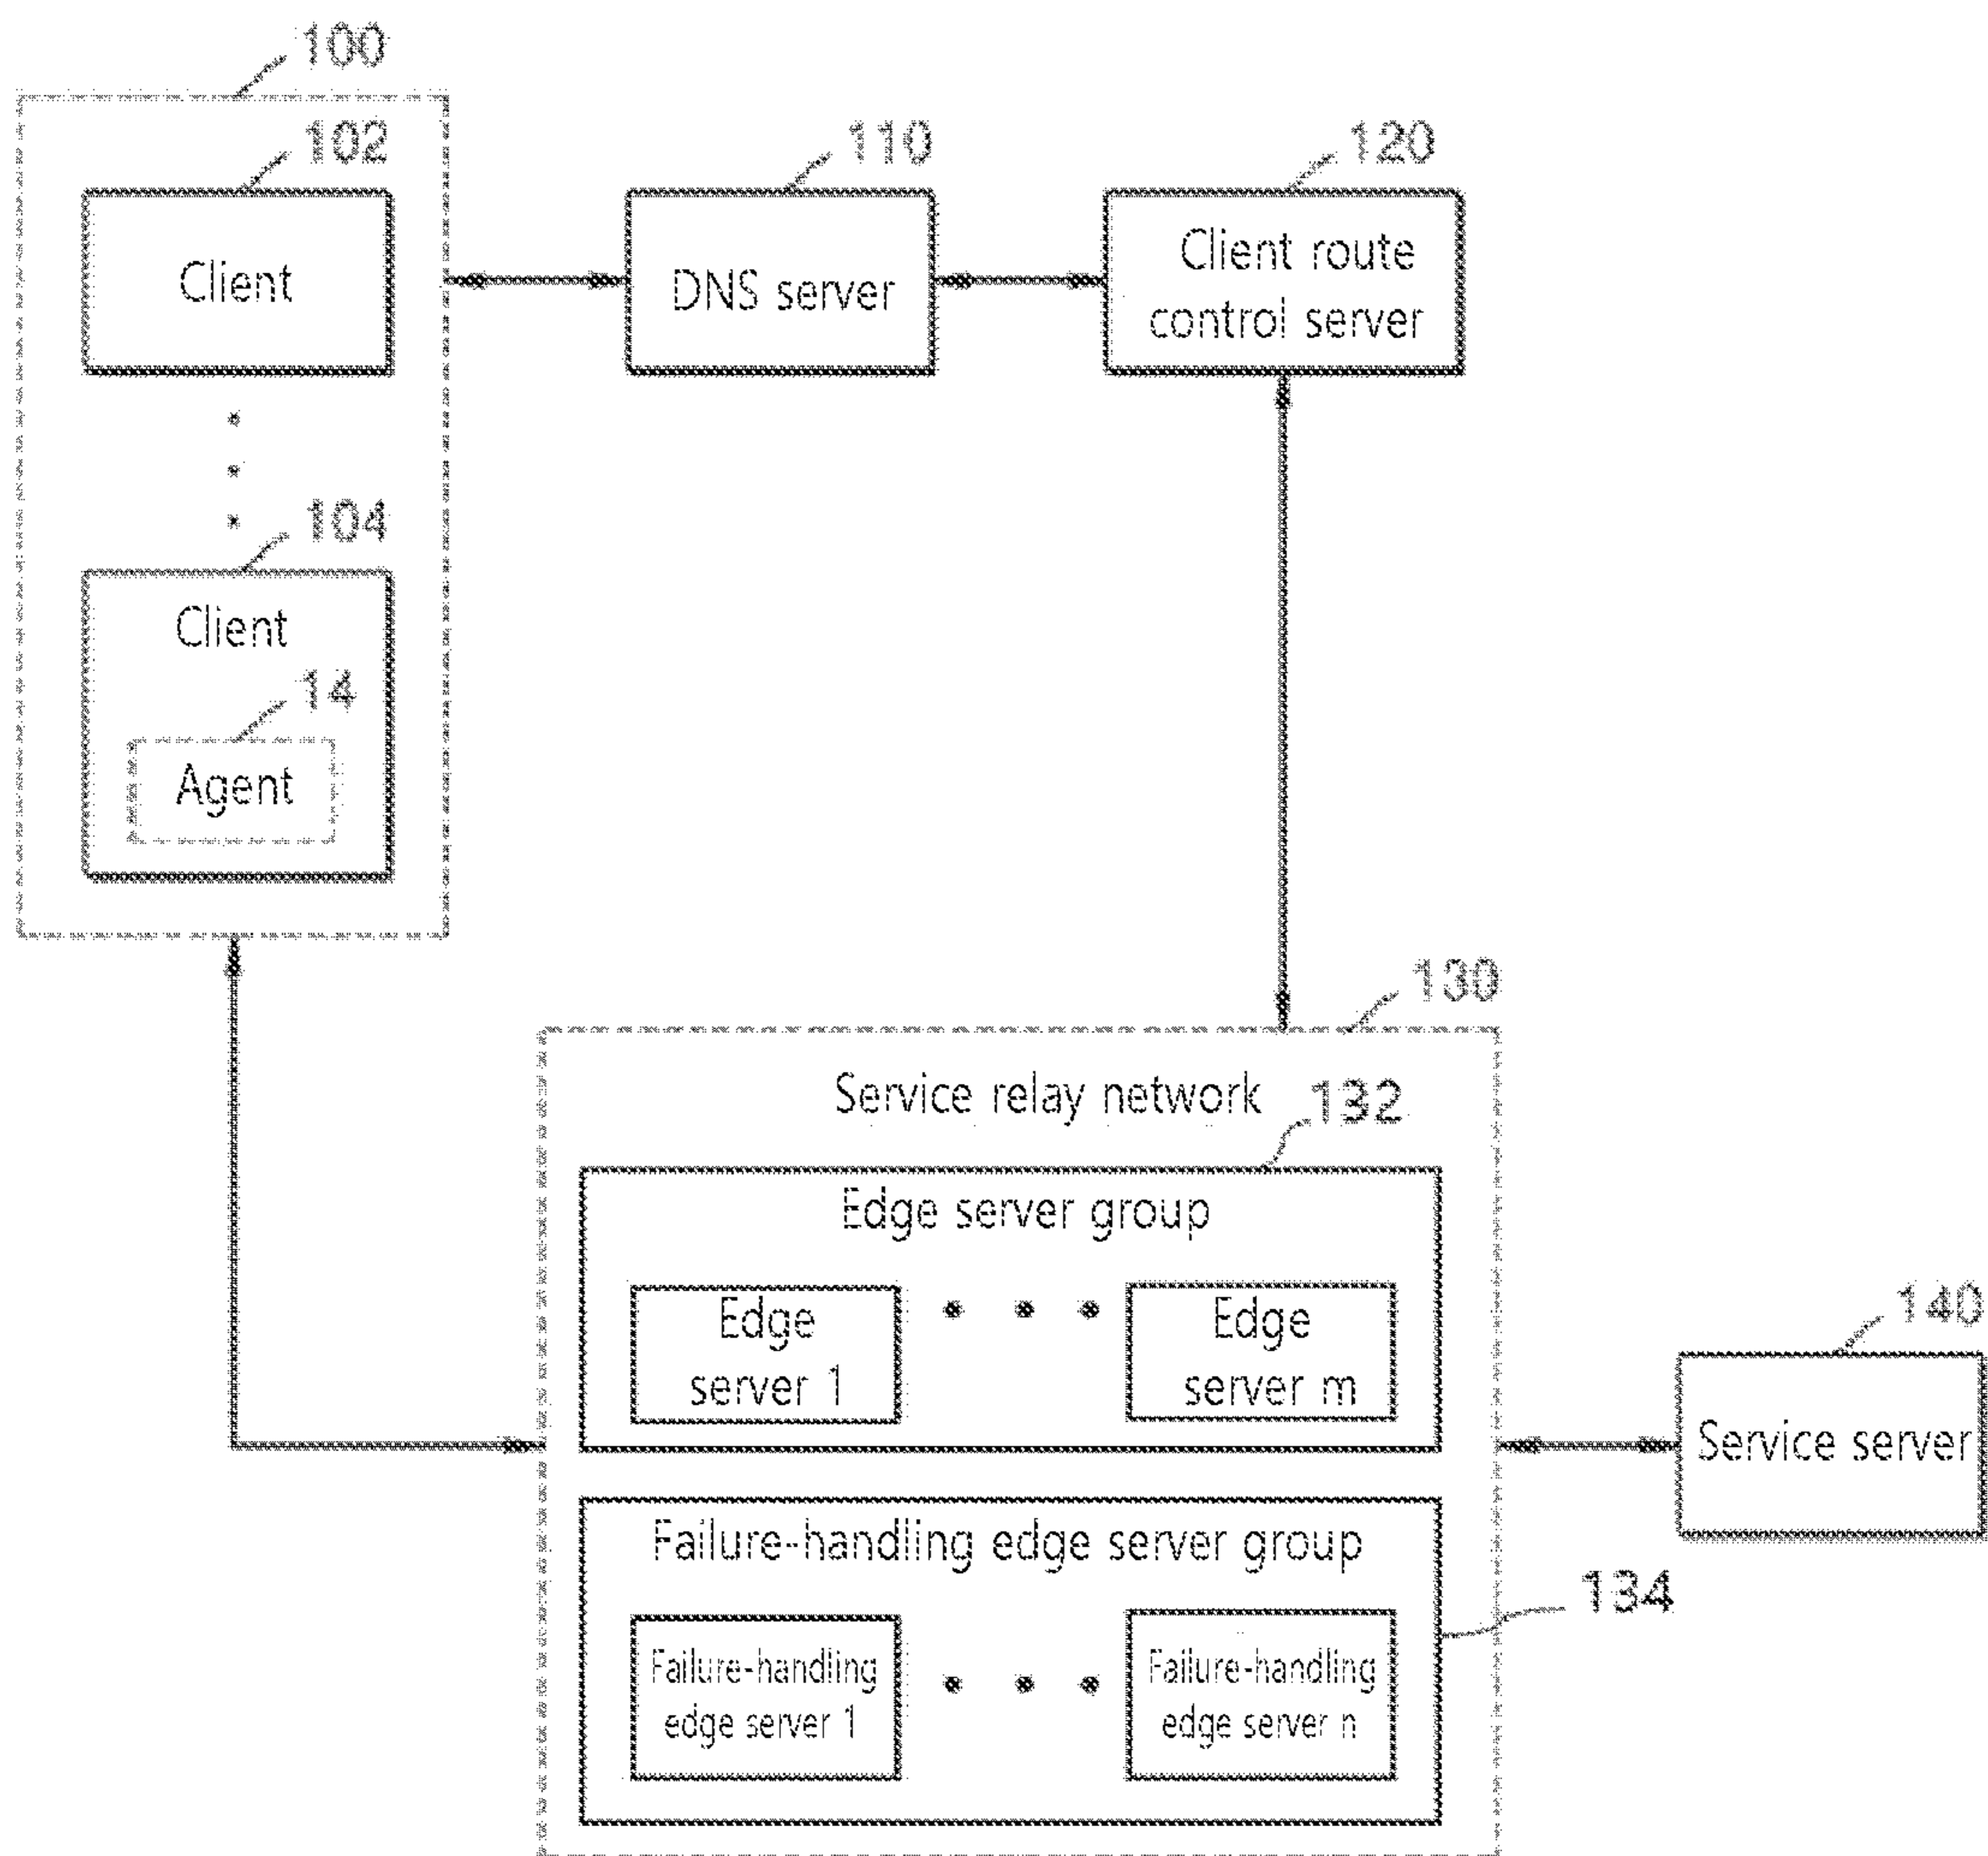 100
102
110
120
Client
DNS server
Client route
control server
104
Client
14
Agent
130
Service relay network
132
Edge server group
Edge
server 1
Edge
server m
140
Service server
Failure-handling edge server group
134
Failure-handling
edge server 1
Failure-handling
edge server n